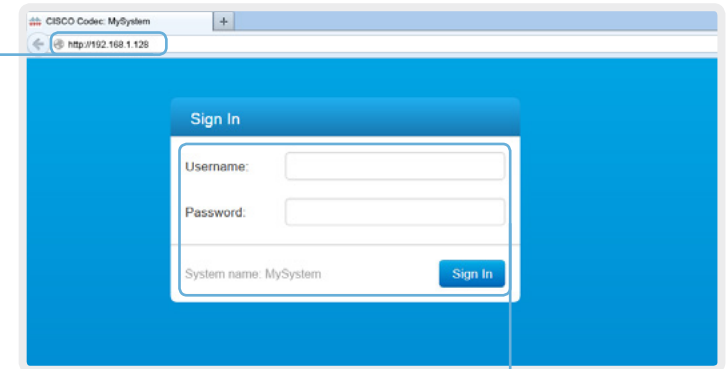 CISCO Codec: MySystem
+
http://192.168.1.128
Sign In
Username:
Password:
System name: MySystem
Sign In